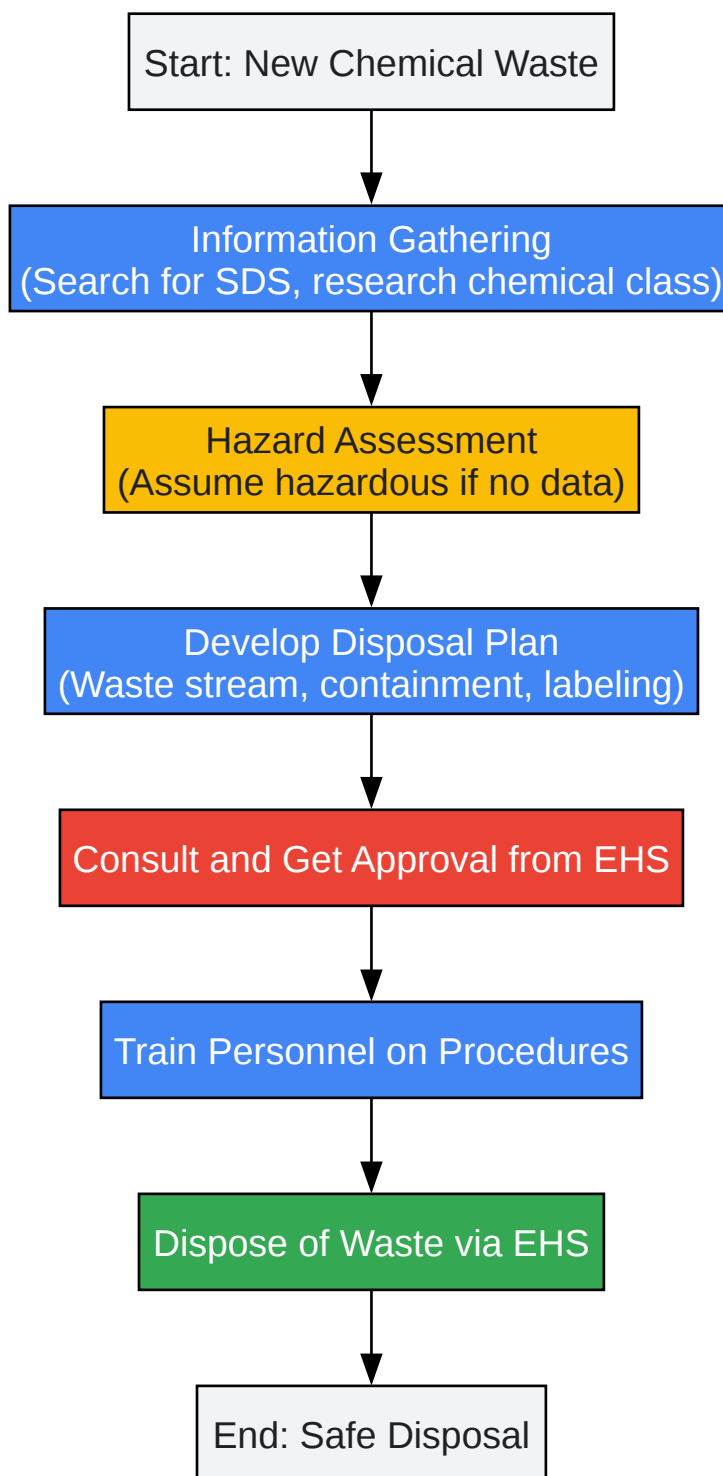 Start: New Chemical Waste
Information Gathering
(Search for SDS, research chemical class)
Hazard Assessment
(Assume hazardous if no data)
Develop Disposal Plan
(Waste stream, containment, labeling)
Consult and Get Approval from EHS
Train Personnel on Procedures
Dispose of Waste via EHS
End: Safe Disposal